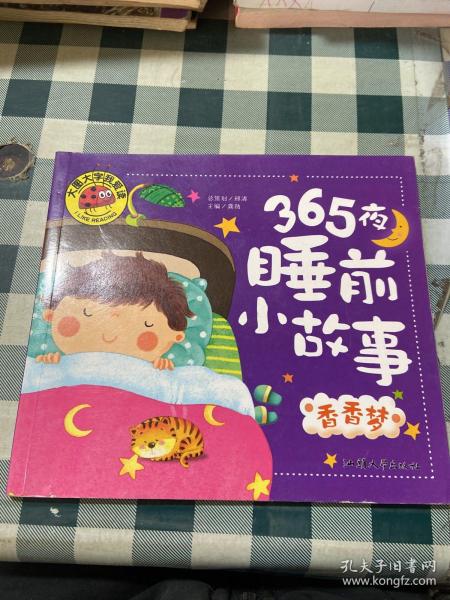 大图大字我爱读
I LIKE READING
总策划／邢涛
主编／龚勋
365夜
睡前
小故事
香香梦
汕头大学出版社
孔夫子旧书网
www.kongfz.com